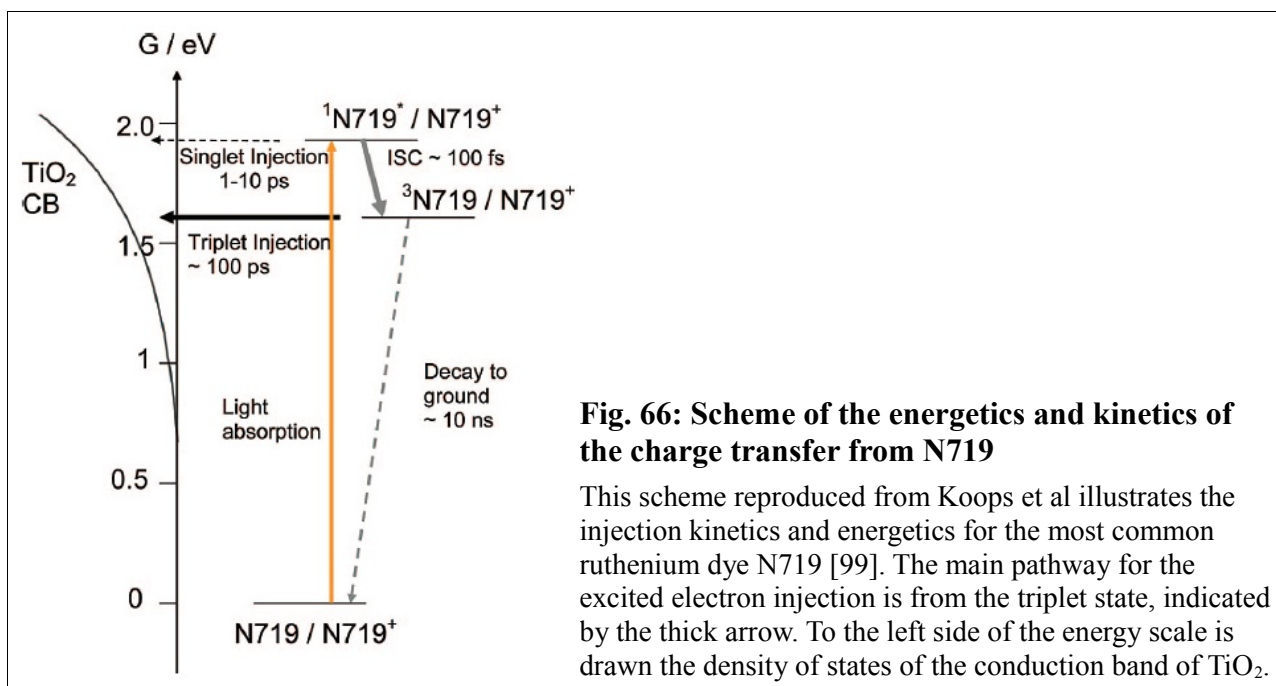 G / eV
2.0
¹N719* / N719⁺
Singlet Injection
1-10 ps
ISC ~ 100 fs
TiO₂
CB
³N719 / N719⁺
1.5
Triplet Injection
~ 100 ps
1
Light
absorption
Decay to
ground
~ 10 ns
0.5
0
N719 / N719⁺
Fig. 66: Scheme of the energetics and kinetics of
the charge transfer from N719
This scheme reproduced from Koops et al illustrates the
injection kinetics and energetics for the most common
ruthenium dye N719 [99]. The main pathway for the
excited electron injection is from the triplet state, indicated
by the thick arrow. To the left side of the energy scale is
drawn the density of states of the conduction band of TiO₂.